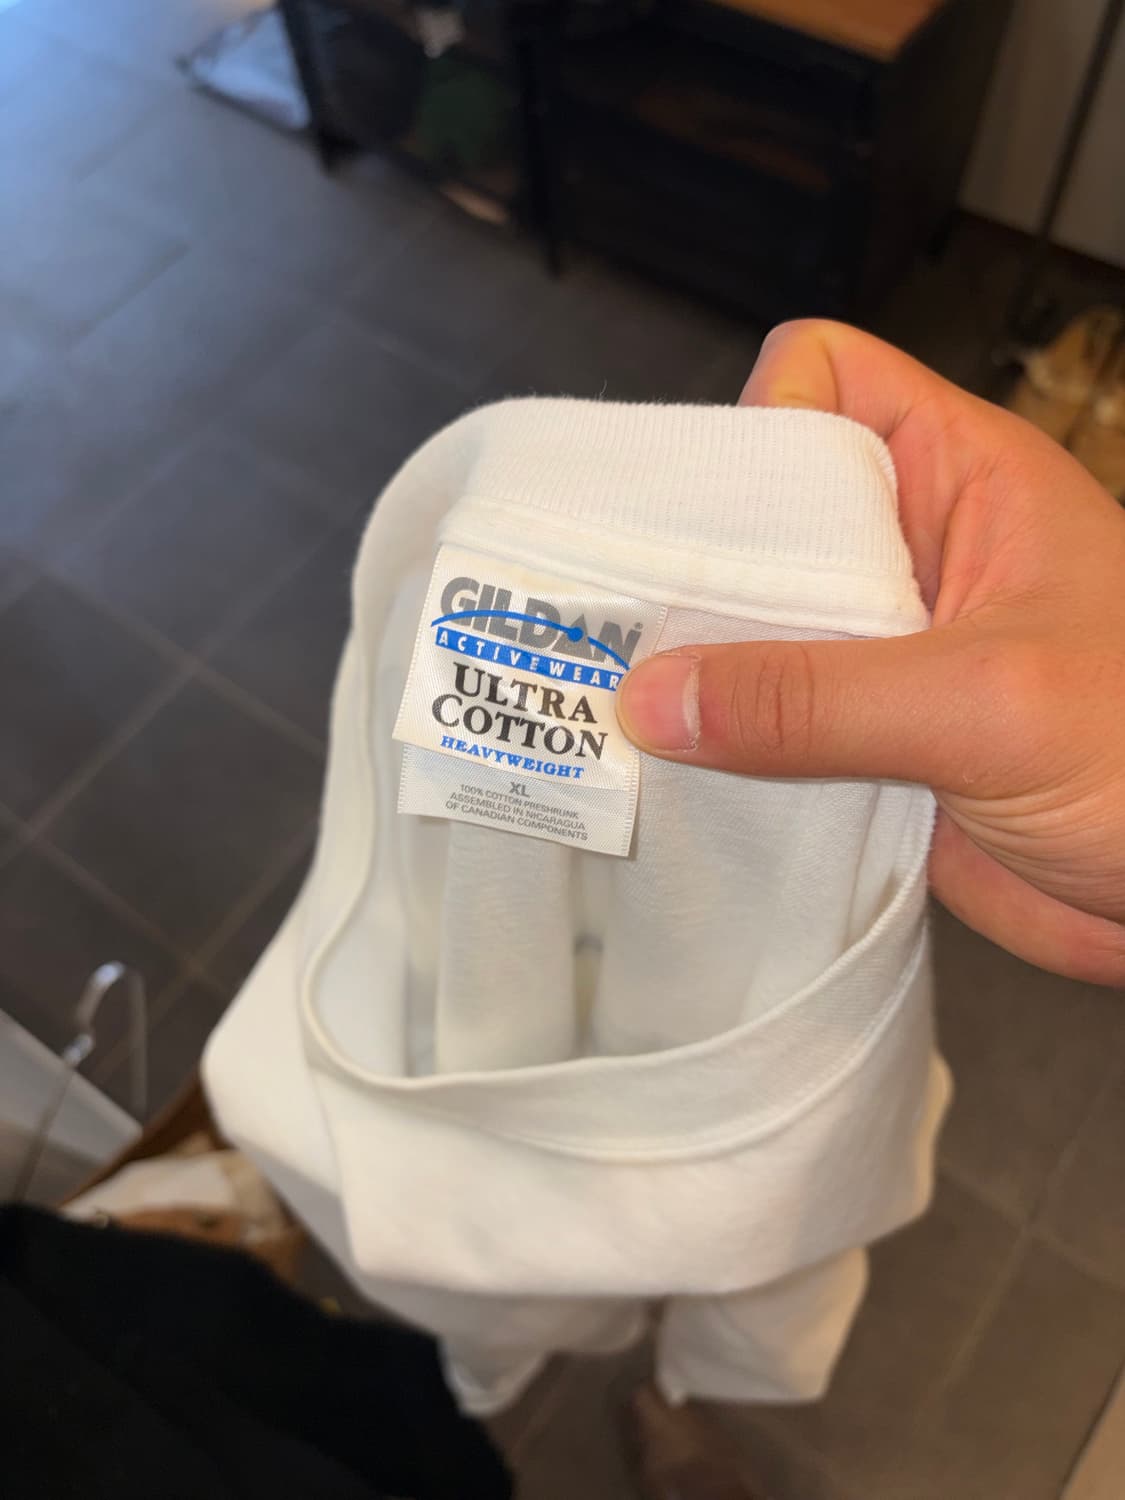 GILDAN®
ACTIVEWEAR
ULTRA
COTTON
HEAVYWEIGHT
XL
100% COTTON PRESHRUNK
ASSEMBLED IN NICARAGUA
OF CANADIAN COMPONENTS